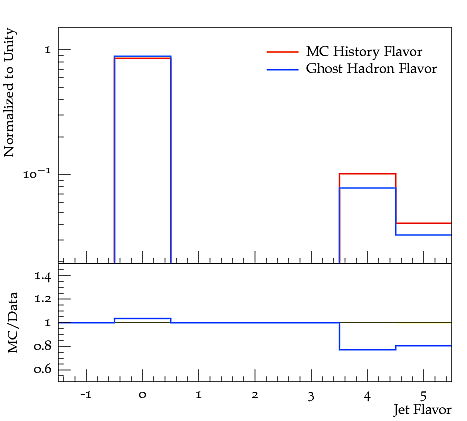 Normalized to Unity
1
10−1
MC History Flavor
Ghost Hadron Flavor
MC/Data
1.4
1.2
1
0.8
0.6
-1 0 1 2 3 4 5
Jet Flavor